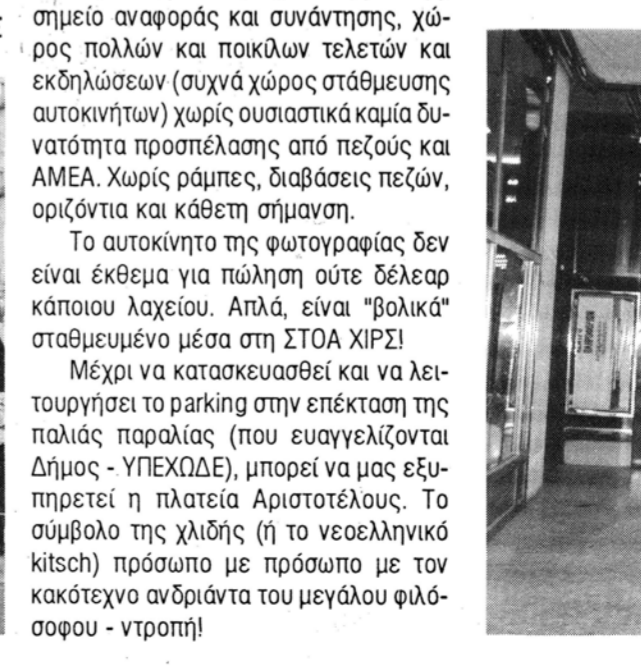 σημείο αναφοράς και συνάντησης, χώ-
ρος πολλών και ποικίλων τελετών και
εκδηλώσεων (συχνά χώρος στάθμευσης
αυτοκινήτων) χωρίς ουσιαστικά καμία δυ-
νατότητα προσπέλασης από πεζούς και
ΑΜΕΑ. Χωρίς ράμπες, διαβάσεις πεζών,
οριζόντια και κάθετη σήμανση.
Το αυτοκίνητο της φωτογραφίας δεν
είναι έκθεμα για πώληση ούτε δέλεαρ
κάποιου λαχείου. Απλά, είναι "βολικά"
σταθμευμένο μέσα στη ΣΤΟΑ ΧΙΡΣ!
Μέχρι να κατασκευασθεί και να λει-
τουργήσει το parking στην επέκταση της
παλιάς παραλίας (που ευαγγελίζονται
Δήμος - ΥΠΕΧΩΔΕ), μπορεί να μας εξυ-
πηρετεί η πλατεία Αριστοτέλους. Το
σύμβολο της χλιδής (ή το νεοελληνικό
kitsch) πρόσωπο με πρόσωπο με τον
κακότεχνο ανδριάντα του μεγάλου φιλό-
σοφου - ντροπή!